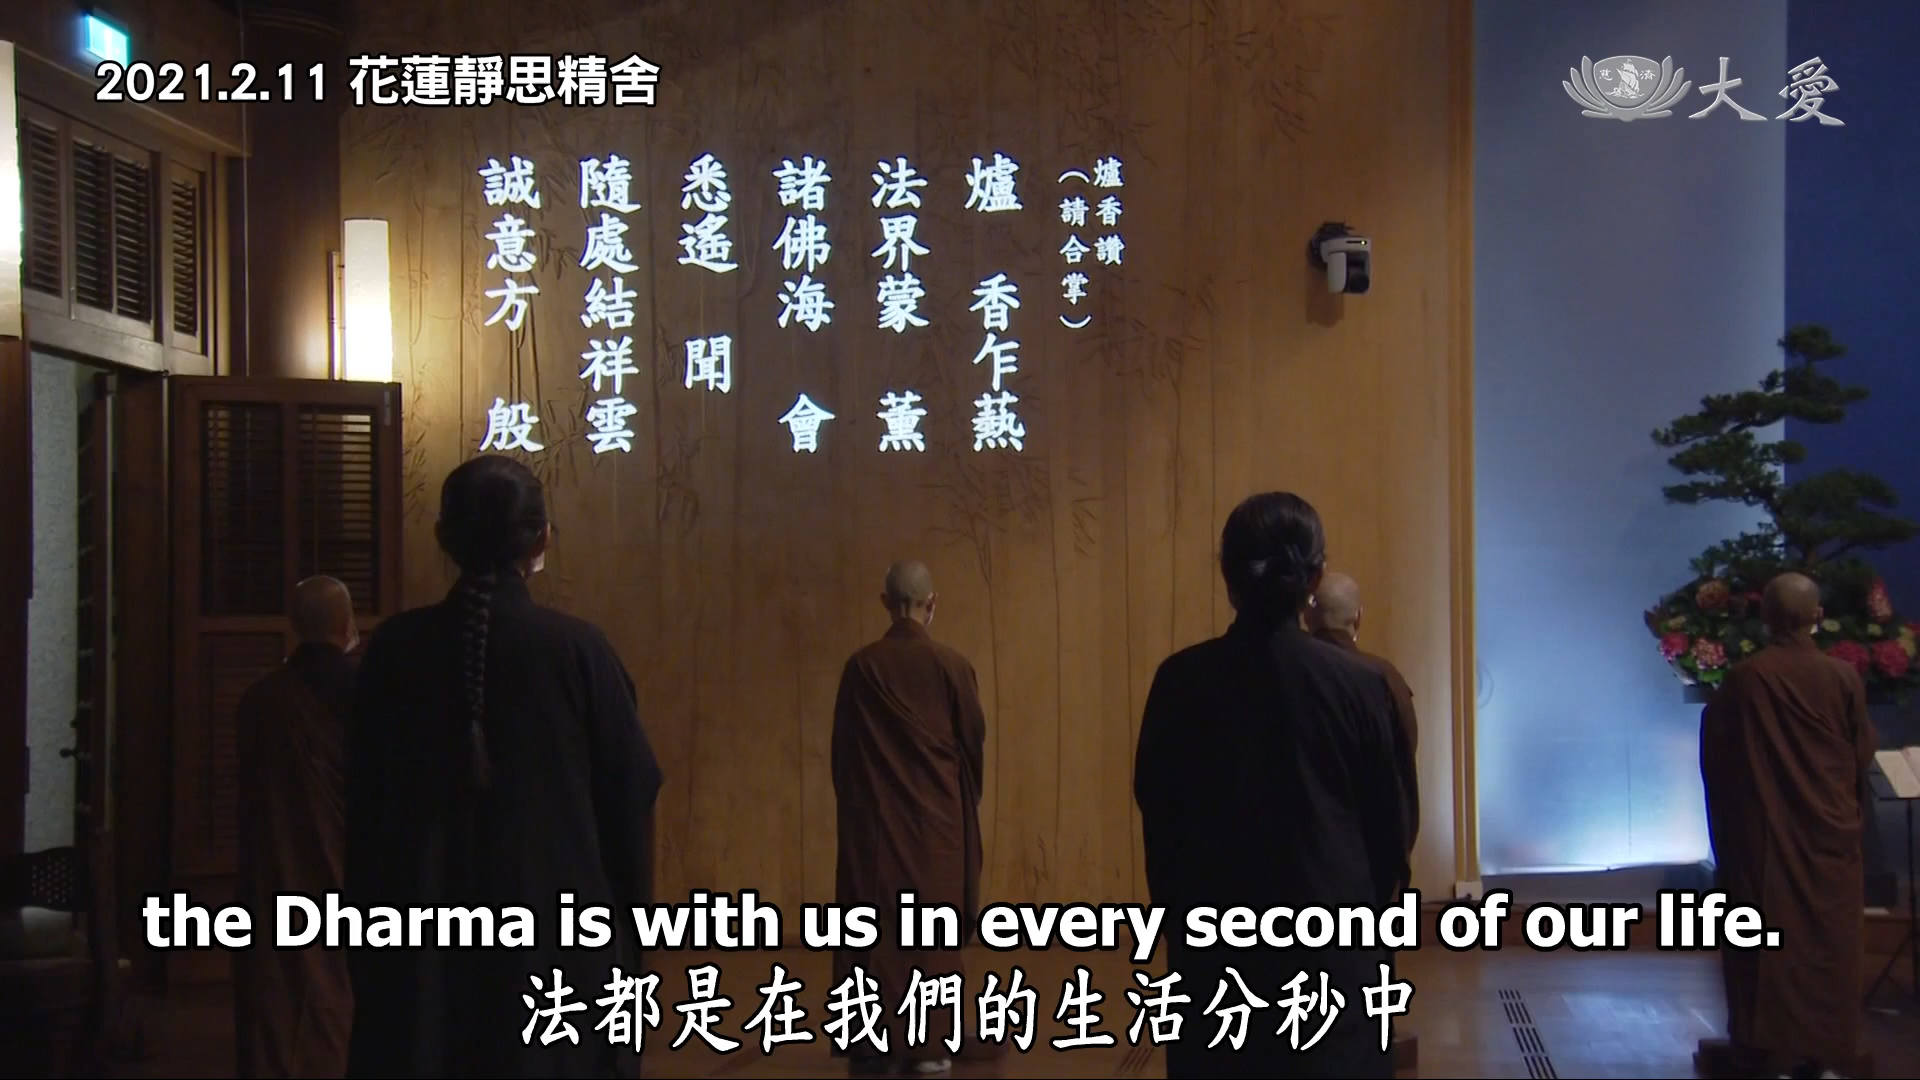 2021.2.11 花蓮靜思精舍
慈濟
大愛
爐香讚
（請合掌）
爐 香乍爇
法界蒙 薰
諸佛海 會
悉遙 聞
隨處結祥雲
誠意方 殷
the Dharma is with us in every second of our life.
法都是在我們的生活分秒中